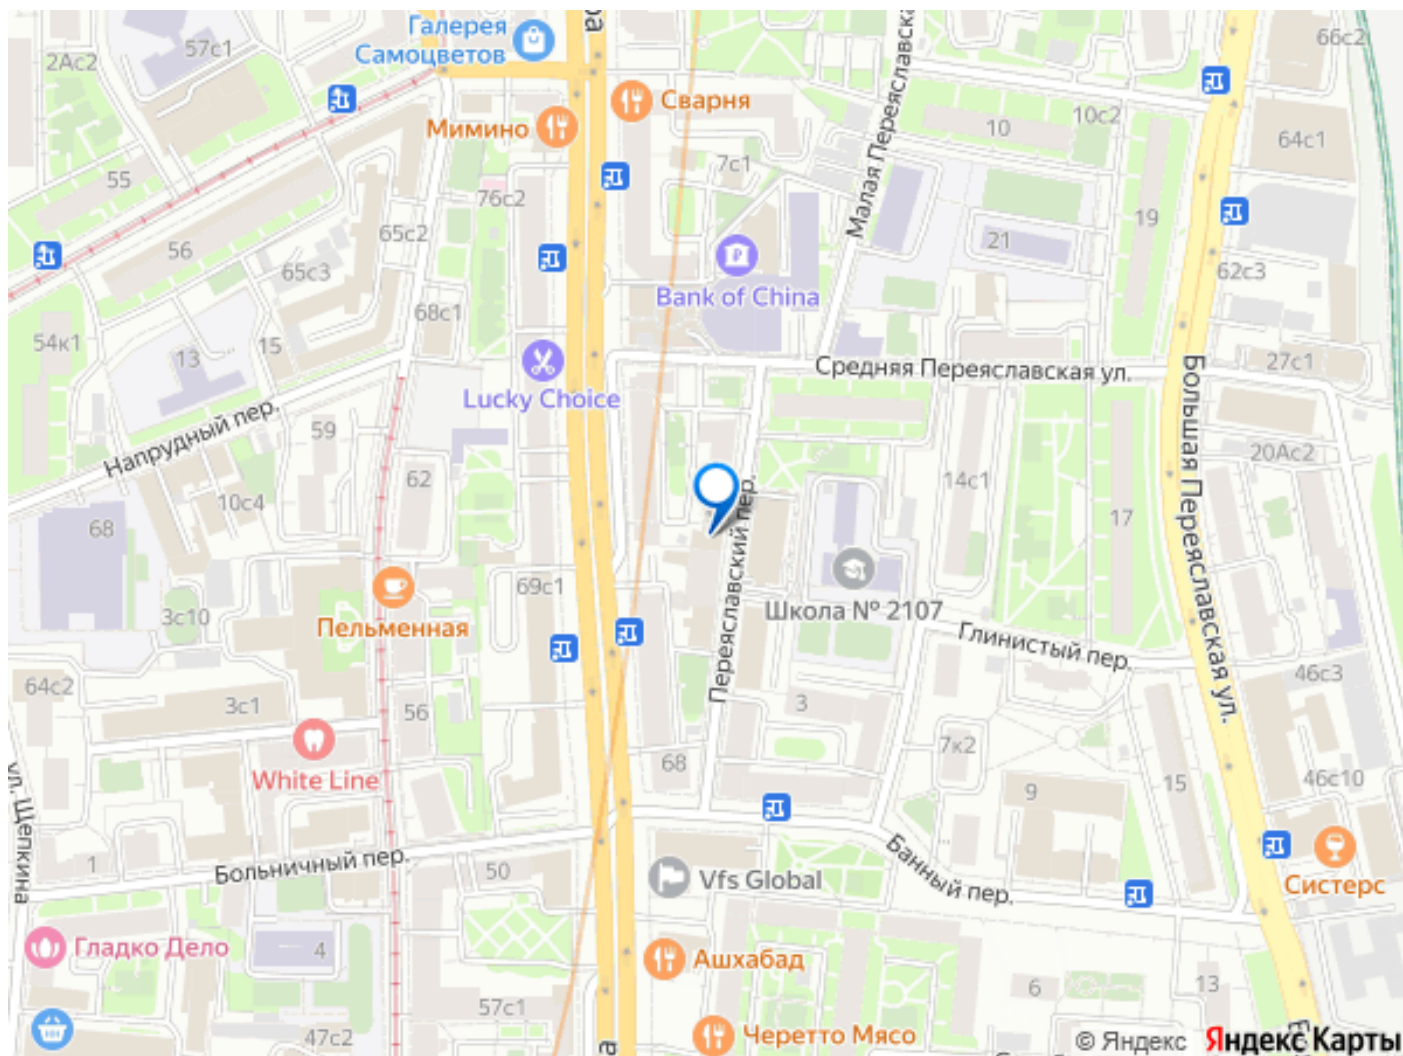 Галерея
Самоцветов
57с1
2Ас2
66с2
Сварня
Мимино
10
10с2
64с1
7с1
55
76с2
Малая Переяславска
19
65с2
56
21
65с3
62с3
Bank of China
68с1
54к1
13
15
Средняя Переяславская ул.
27с1
Lucky Choice
Большая Переяславская ул.
Напрудный пер.
59
20Ас2
62
14с1
10с4
17
68
Переяславский пер.
69с1
3с10
Школа № 2107
Пельменная
Глинистый пер.
46с3
64с2
3с1
56
3
White Line
7к2
68
46с10
ул. Щепкина
9
15
Больничный пер.
1
50
Банный пер.
Vfs Global
Систерс
Гладко Дело
4
Ашхабад
6
13
57с1
47с2
Черетто Мясо
© Яндекс Яндекс Карты